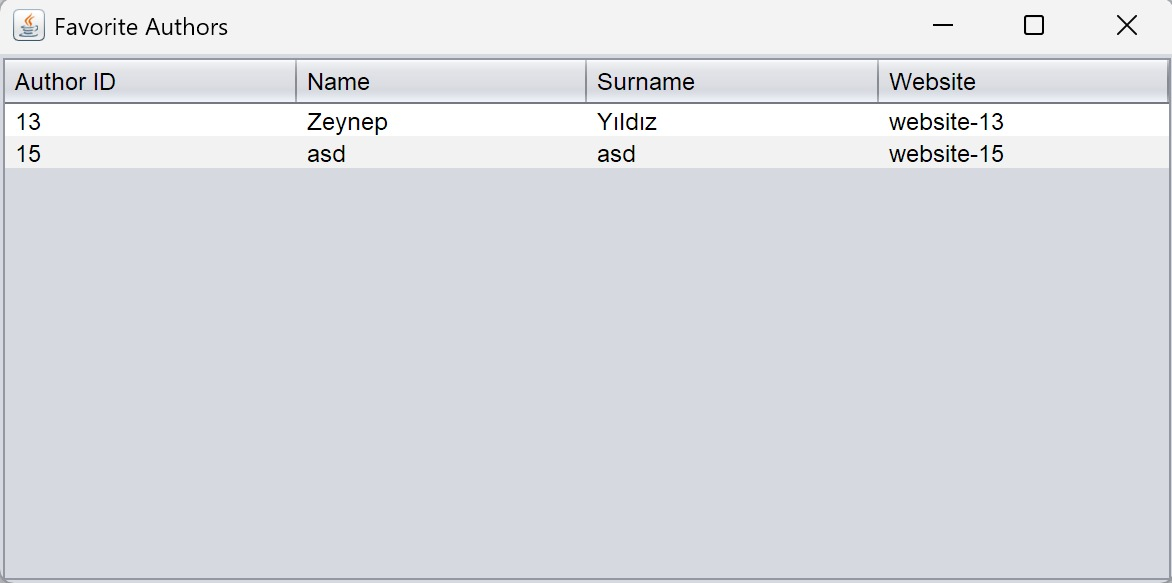 Favorite Authors
Author ID Name Surname Website
13 Zeynep Yıldız website-13
15 asd asd website-15